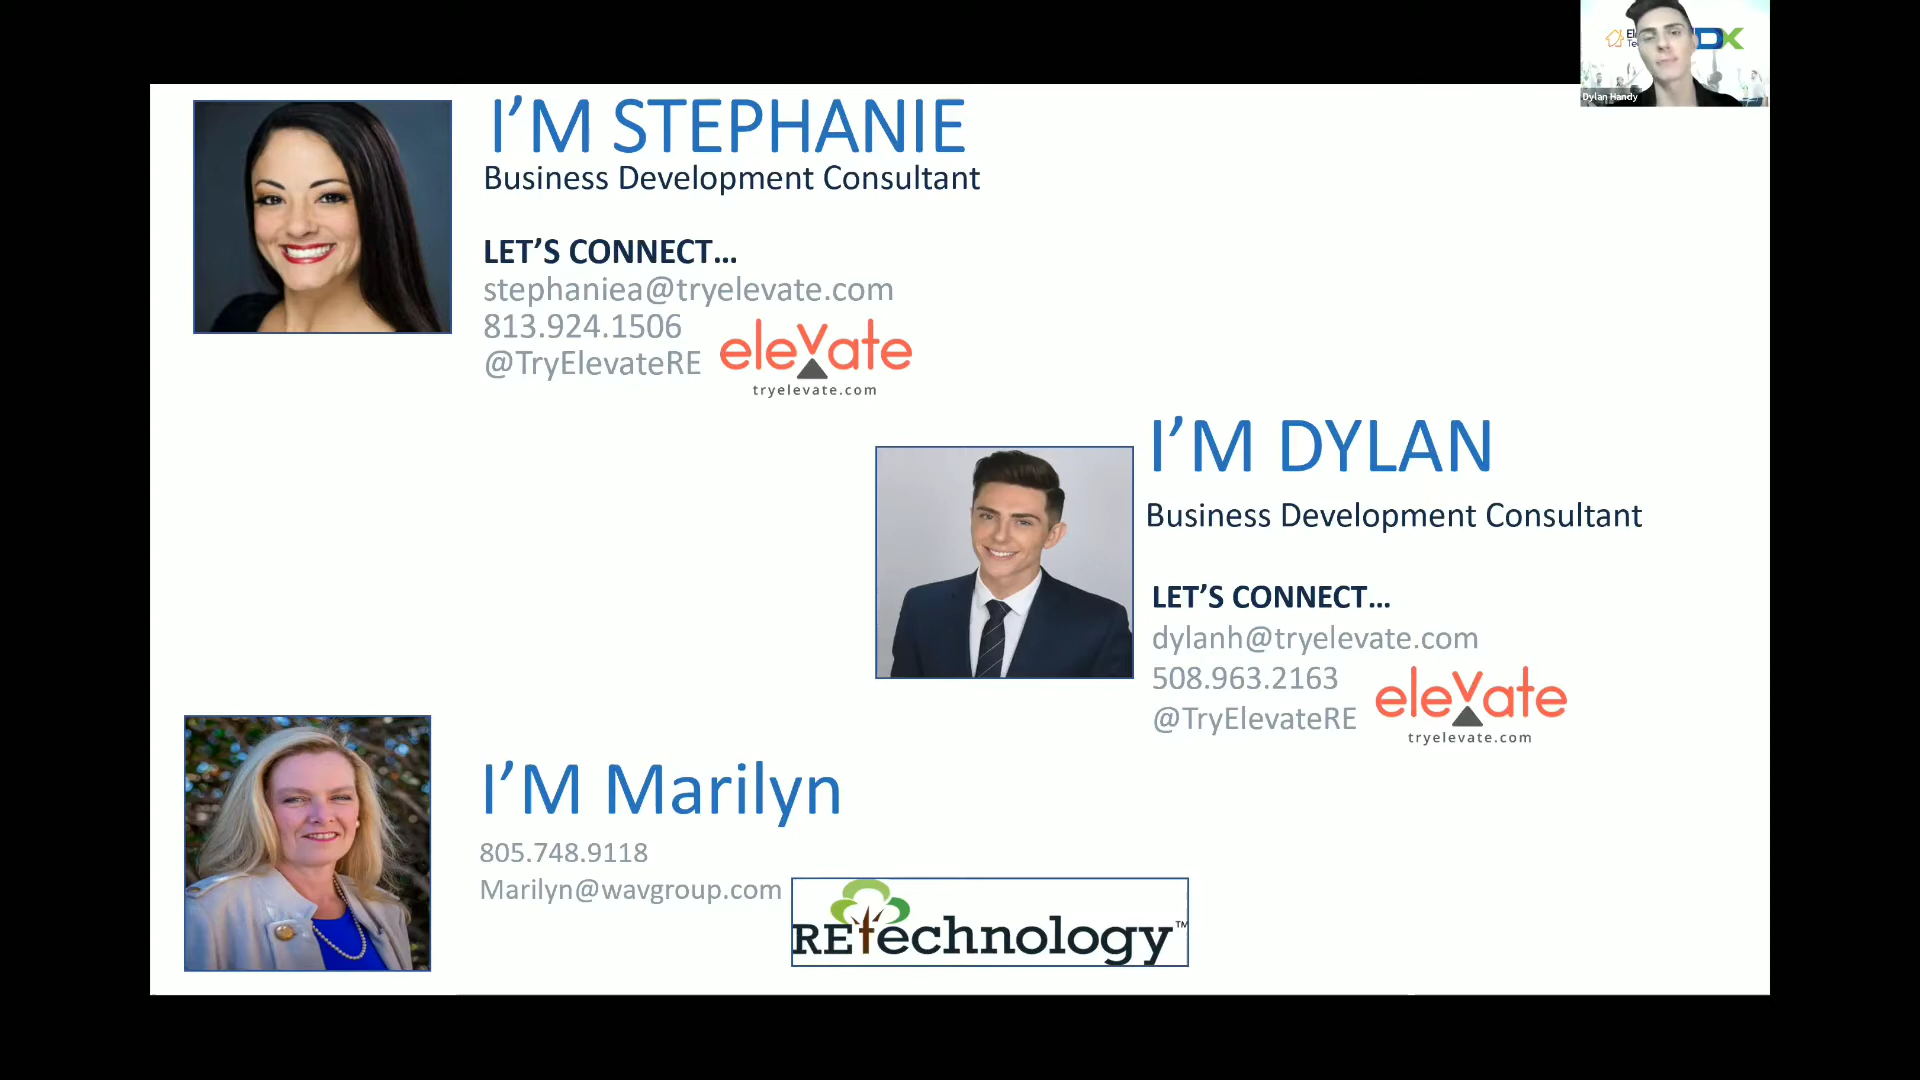 I’M STEPHANIE
Business Development Consultant
LET’S CONNECT…
stephaniea@tryelevate.com
813.924.1506
@TryElevateRE
elevate
tryelevate.com
I’M DYLAN
Business Development Consultant
LET’S CONNECT…
dylanh@tryelevate.com
508.963.2163
@TryElevateRE
elevate
tryelevate.com
I’M Marilyn
805.748.9118
Marilyn@wavgroup.com
RETechnology™
Dylan Handy